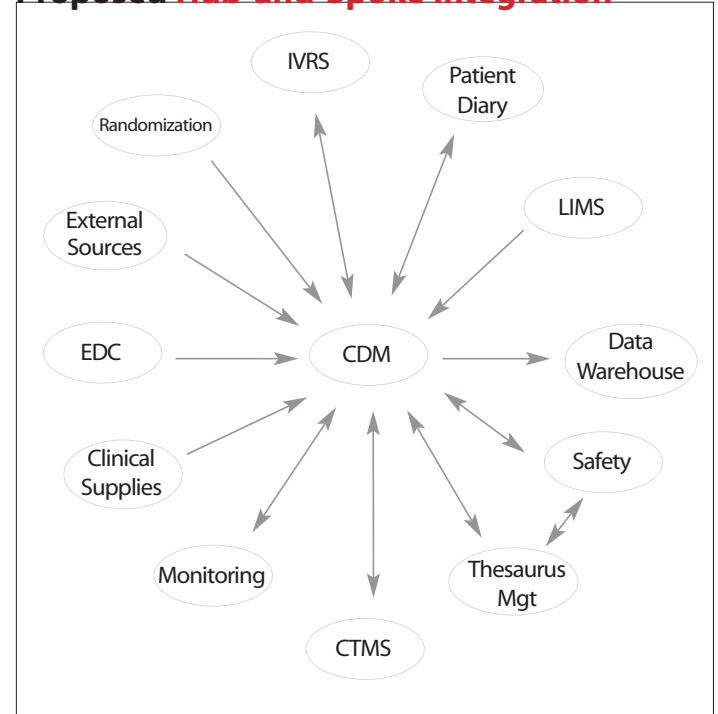 Proposed Hub-and-Spoke Integration
IVRS
Patient
Diary
Randomization
LIMS
External
Sources
EDC
CDM
Data
Warehouse
Clinical
Supplies
Safety
Monitoring
Thesaurus
Mgt
CTMS